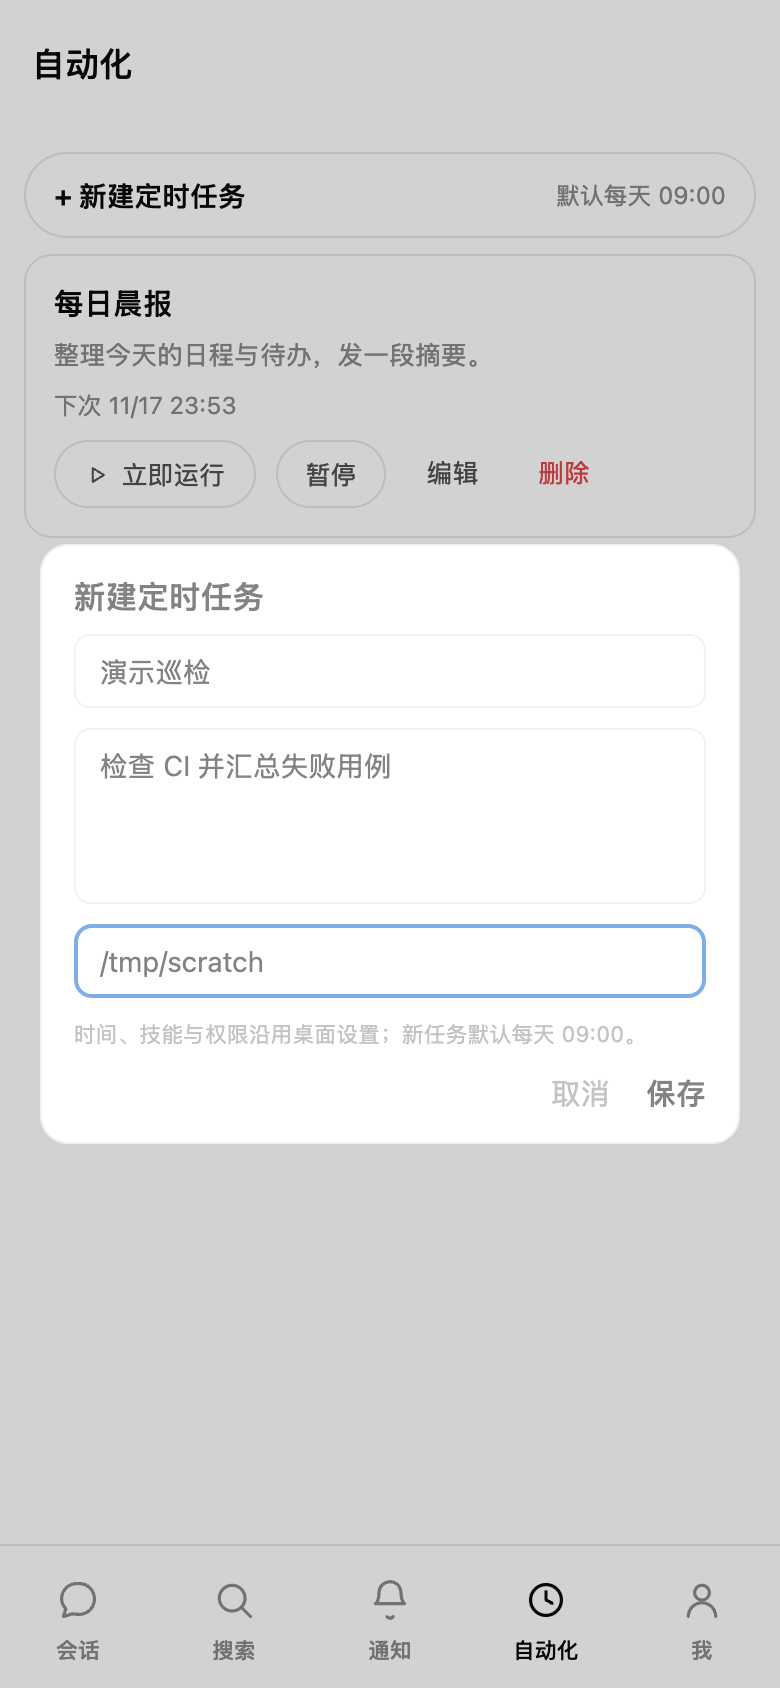 自动化
+ 新建定时任务
默认每天 09:00
每日晨报
整理今天的日程与待办，发一段摘要。
下次 11/17 23:53
立即运行
暂停
编辑
删除
新建定时任务
演示巡检
检查 CI 并汇总失败用例
/tmp/scratch
时间、技能与权限沿用桌面设置；新任务默认每天 09:00。
取消
保存
会话
搜索
通知
自动化
我